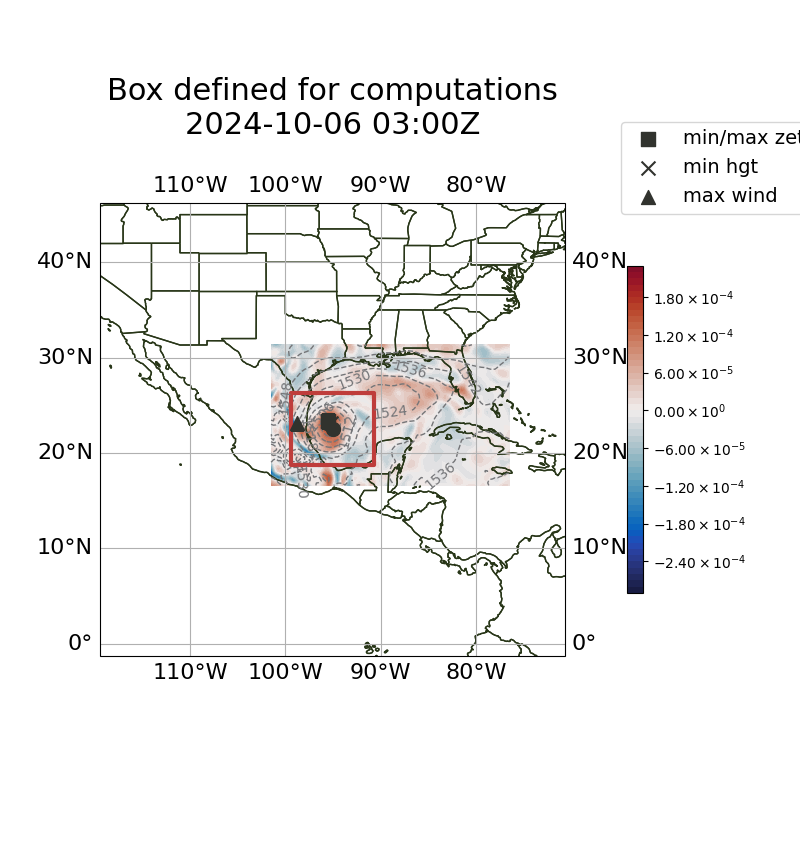 Box defined for computations
2024-10-06 03:00Z
min/max zet
min hgt
max wind
110°W 100°W 90°W 80°W
40°N 40°N
30°N 30°N
20°N
10°N 10°N
0° 0°
110°W 100°W 90°W 80°W
1530
1536
1524
1536
1.80 × 10⁻⁴
1.20 × 10⁻⁴
6.00 × 10⁻⁵
0.00 × 10⁰
−6.00 × 10⁻⁵
−1.20 × 10⁻⁴
−1.80 × 10⁻⁴
−2.40 × 10⁻⁴
20°N